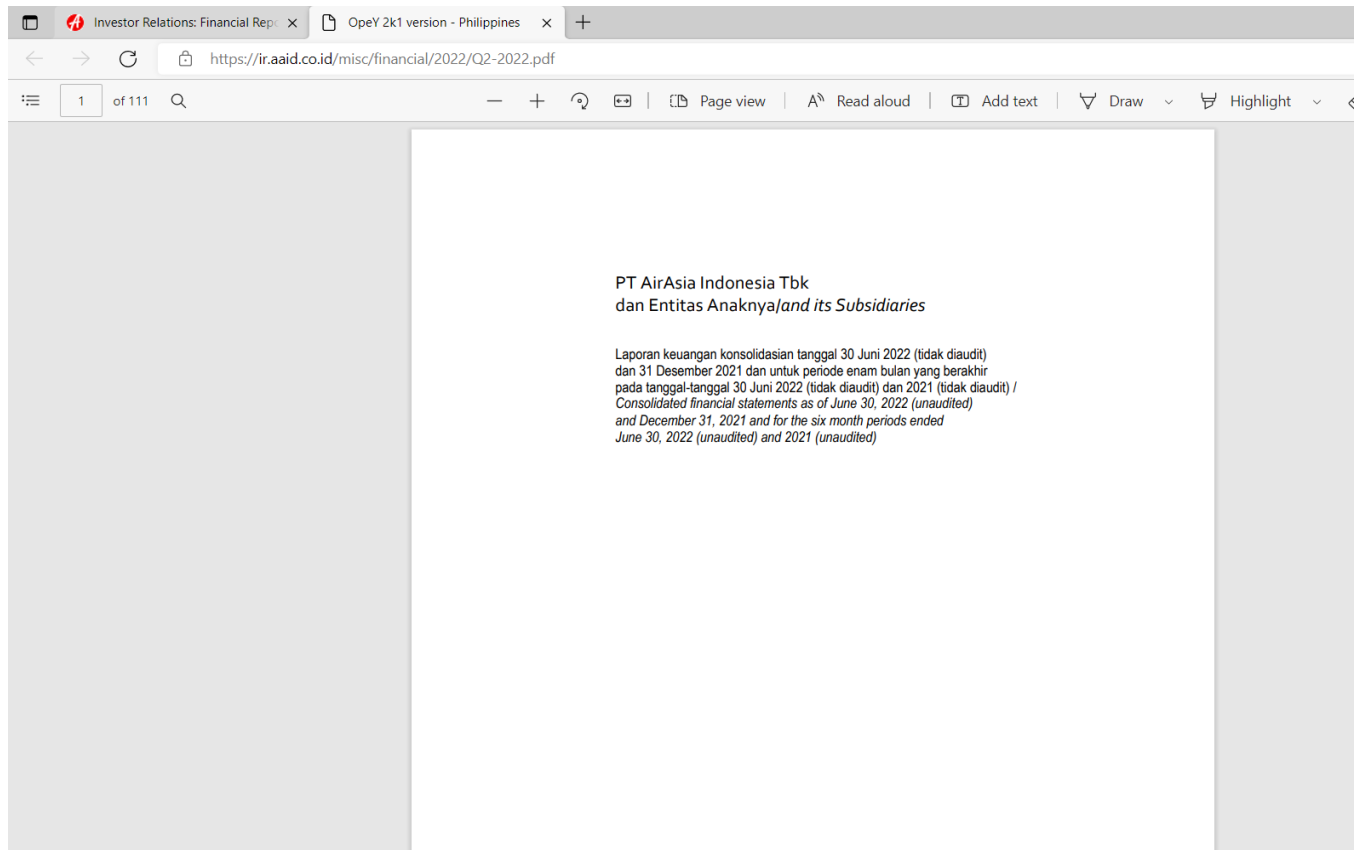 Investor Relations: Financial Repo
OpeY 2k1 version - Philippines
https://ir.aaid.co.id/misc/financial/2022/Q2-2022.pdf
1 of 111 Page view Read aloud Add text Draw Highlight
PT AirAsia Indonesia Tbk
dan Entitas Anaknya/and its Subsidiaries
Laporan keuangan konsolidasian tanggal 30 Juni 2022 (tidak diaudit)
dan 31 Desember 2021 dan untuk periode enam bulan yang berakhir
pada tanggal-tanggal 30 Juni 2022 (tidak diaudit) dan 2021 (tidak diaudit) /
Consolidated financial statements as of June 30, 2022 (unaudited)
and December 31, 2021 and for the six month periods ended
June 30, 2022 (unaudited) and 2021 (unaudited)